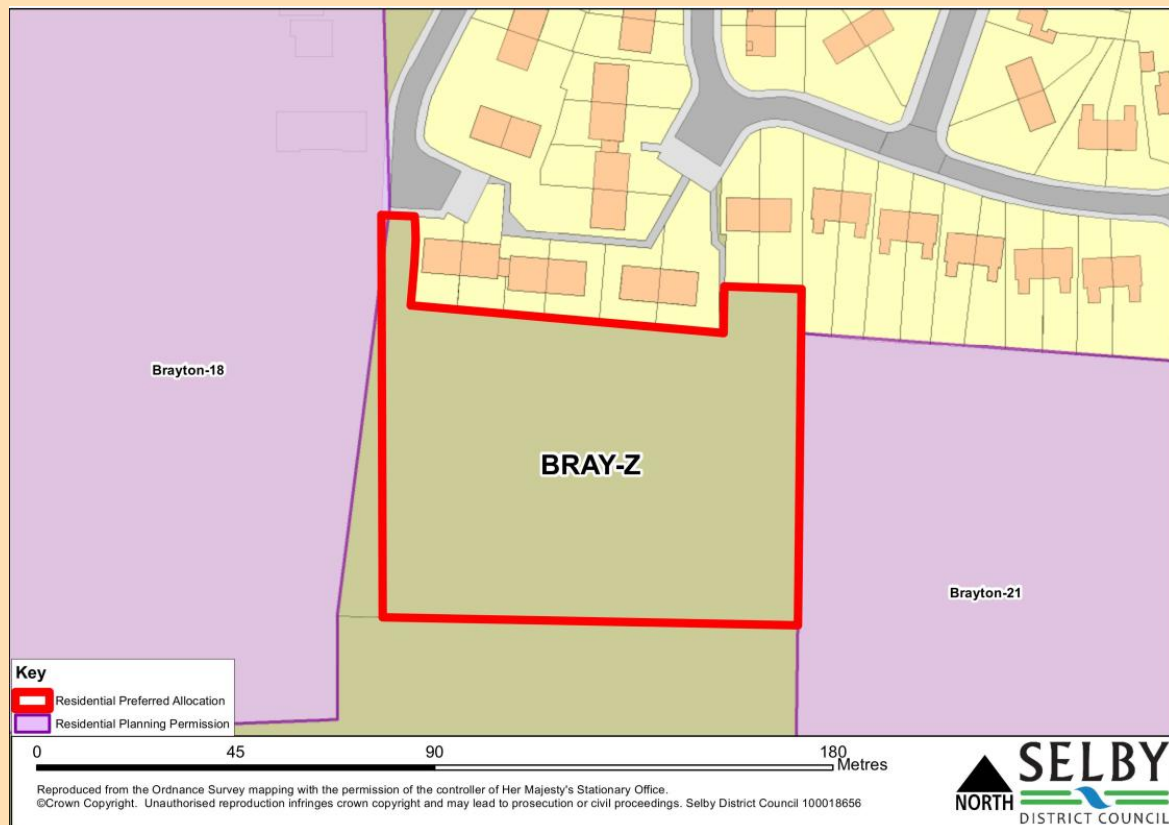 Brayton-18
BRAY-Z
Brayton-21
Key
Residential Preferred Allocation
Residential Planning Permission
0 45 90 180
Metres
Reproduced from the Ordnance Survey mapping with the permission of the controller of Her Majesty's Stationary Office.
©Crown Copyright. Unauthorised reproduction infringes crown copyright and may lead to prosecution or civil proceedings. Selby District Council 100018656
NORTH
SELBY
DISTRICT COUNCIL